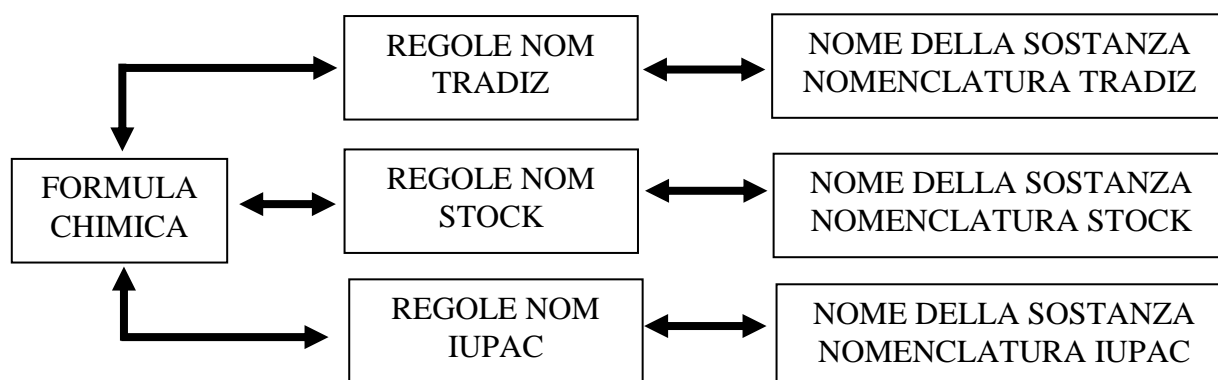 REGOLE NOM
TRADIZ
NOME DELLA SOSTANZA
NOMENCLATURA TRADIZ
FORMULA
CHIMICA
REGOLE NOM
STOCK
NOME DELLA SOSTANZA
NOMENCLATURA STOCK
REGOLE NOM
IUPAC
NOME DELLA SOSTANZA
NOMENCLATURA IUPAC